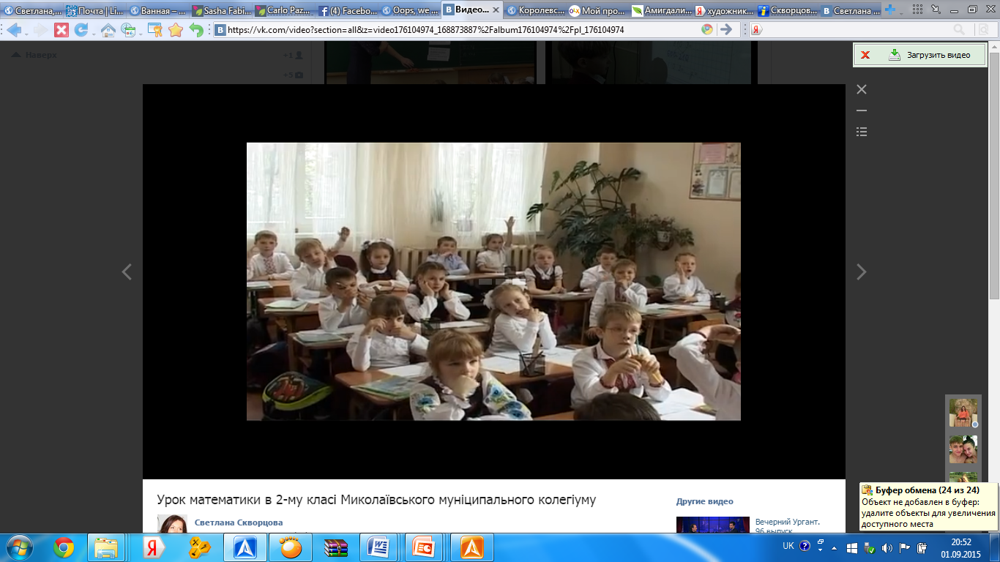 Светлана,...
Почта | Li...
Ванная – ...
Sasha Fabi...
Carlo Paz...
(4) Facebo...
Oops, we ...
Видео...
Королевс...
Мой про...
Амигдали...
художник...
Скворцов...
Светлана ...
https://vk.com/video?section=all&z=video176104974_168873887%2Falbum176104974%2Fpl_176104974
Наверх
+1
+5
Загрузить видео
Урок математики в 2-му класі Миколаївського муніципального колегіуму
Светлана Скворцова
Другие видео
Вечерний Ургант.
96 выпуск
Буфер обмена (24 из 24)
Объект не добавлен в буфер:
удалите объекты для увеличения
доступного места
UK
20:52
01.09.2015